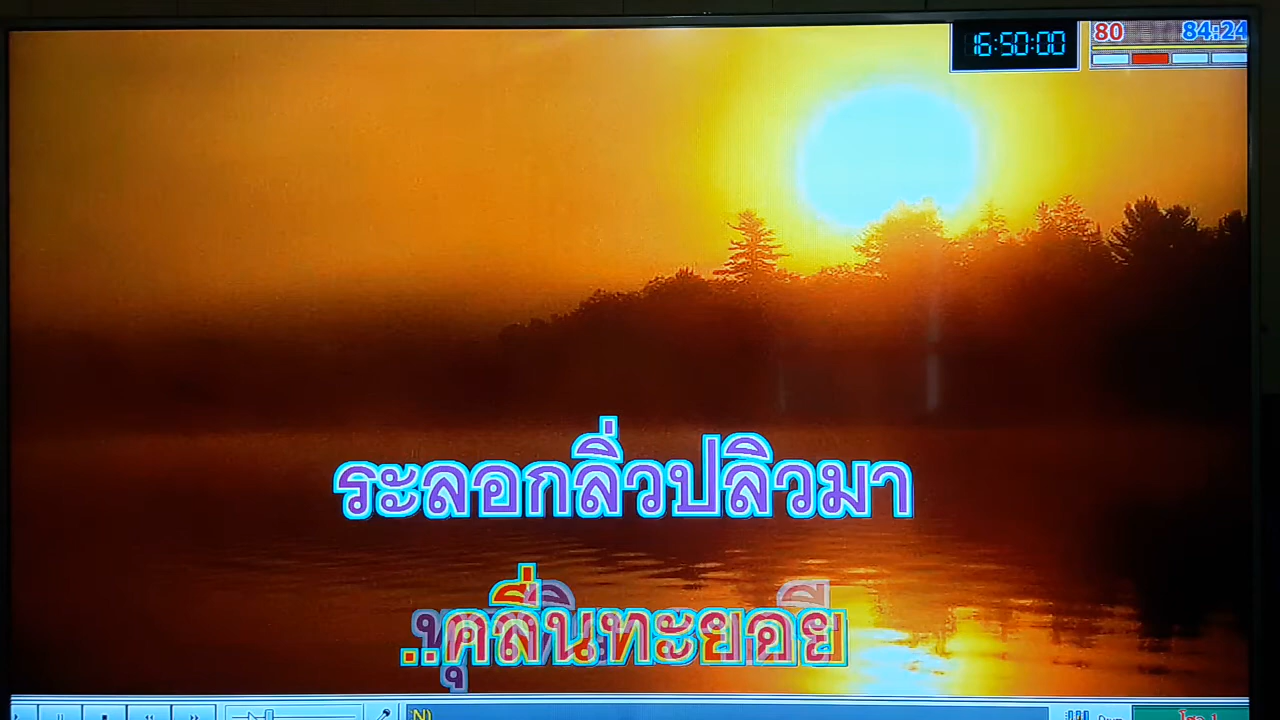 16:50:00
80 84:24
ระลอกลิ่วปลิวมา
..คลื่นทะยอย
N)